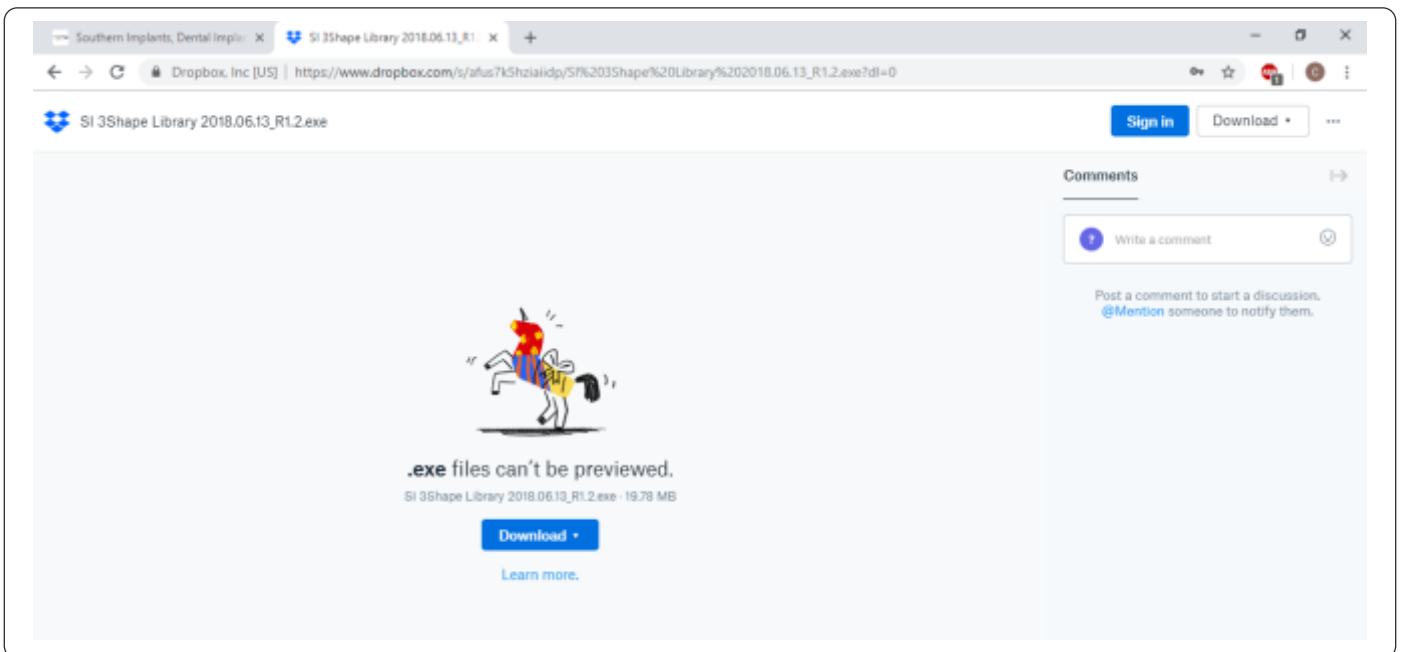 Southern Implants, Dental Impla
SI 3Shape Library 2018.06.13_R1.
Dropbox, Inc [US] | https://www.dropbox.com/s/afus7k5hziaiidp/SI%203Shape%20Library%202018.06.13_R1.2.exe?dl=0
SI 3Shape Library 2018.06.13_R1.2.exe
Sign in
Download
Comments
? Write a comment
Post a comment to start a discussion.
@Mention someone to notify them.
.exe files can't be previewed.
SI 3Shape Library 2018.06.13_R1.2.exe · 19.78 MB
Download
Learn more.